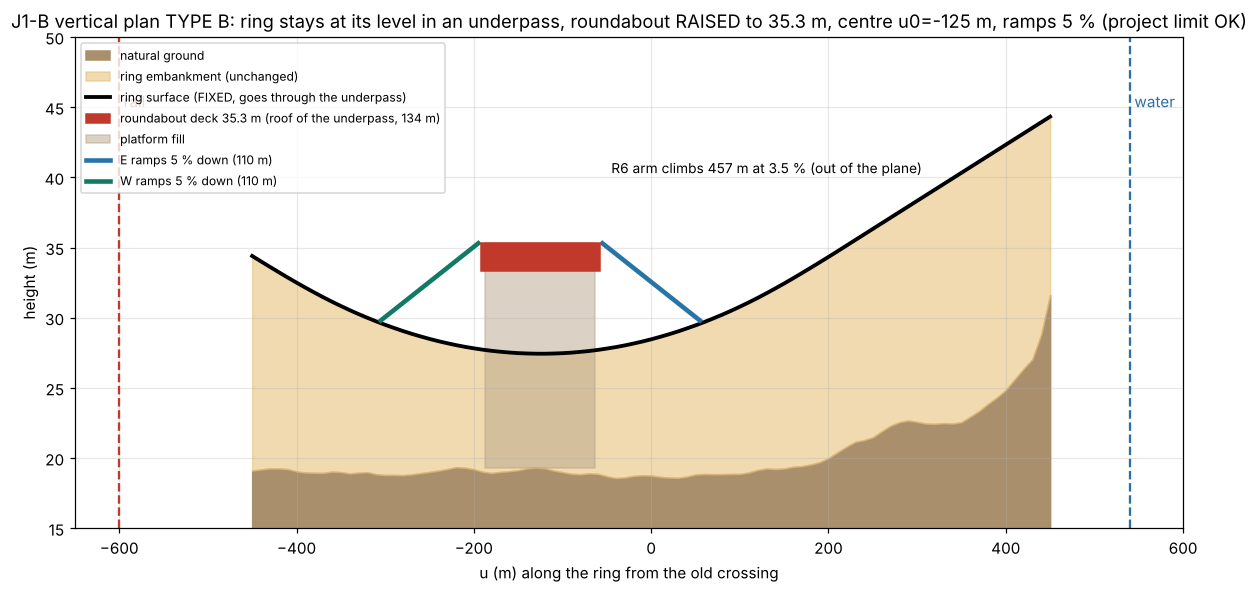 J1-B vertical plan TYPE B: ring stays at its level in an underpass, roundabout RAISED to 35.3 m, centre u0=-125 m, ramps 5 % (project limit OK)
natural ground
ring embankment (unchanged)
ring surface (FIXED, goes through the underpass)
roundabout deck 35.3 m (roof of the underpass, 134 m)
platform fill
E ramps 5 % down (110 m)
W ramps 5 % down (110 m)
water
R6 arm climbs 457 m at 3.5 % (out of the plane)
height (m)
50
45
40
35
30
25
20
15
−600
−400
−200
0
200
400
600
u (m) along the ring from the old crossing